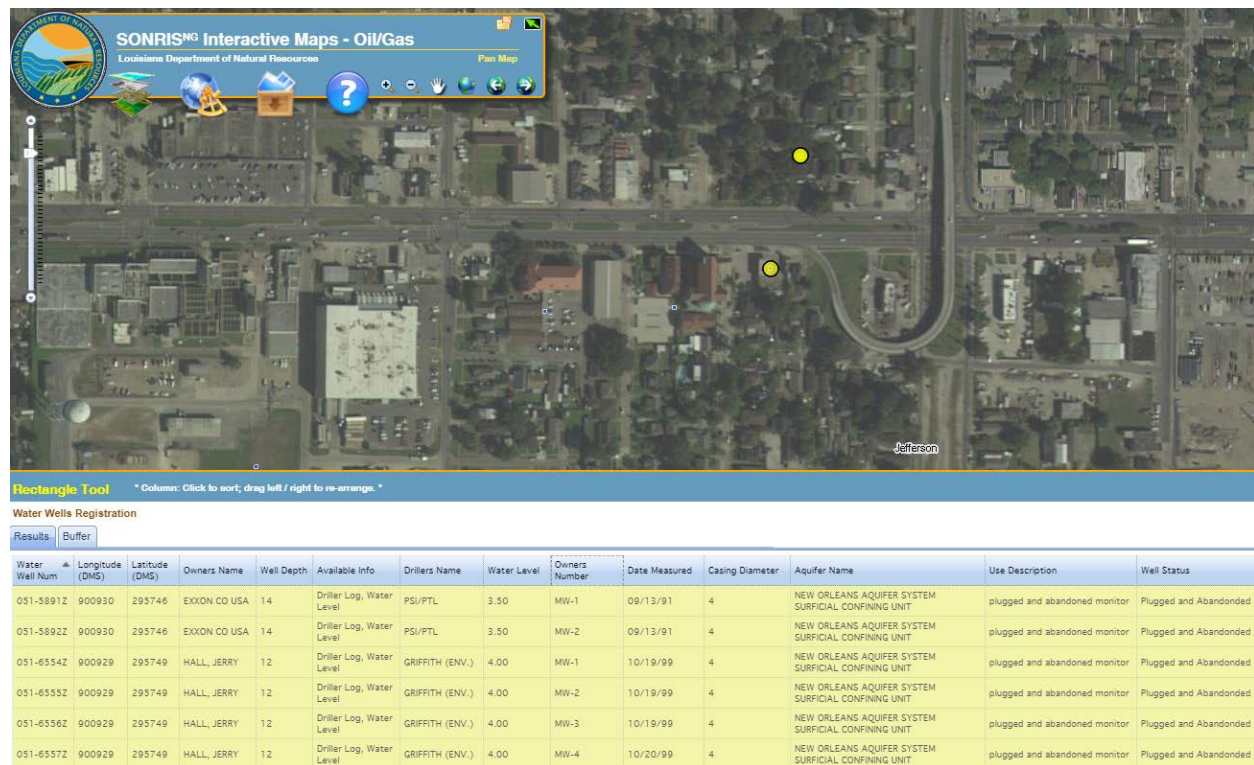 DEPARTMENT OF NATURAL RESOURCES
LOUISIANA
SONRIS NG Interactive Maps - Oil/Gas
Louisiana Department of Natural Resources Pan Map
?
Jefferson
Rectangle Tool * Column: Click to sort; drag left / right to re-arrange. *
Water Wells Registration
Results Buffer
Water Well Num Longitude (DMS) Latitude (DMS) Owners Name Well Depth Available Info Drillers Name Water Level Owners Number Date Measured Casing Diameter Aquifer Name Use Description Well Status
051-5891Z 900930 295746 EXXON CO USA 14 Driller Log, Water Level PSI/PTL 3.50 MW-1 09/13/91 4 NEW ORLEANS AQUIFER SYSTEM SURFICIAL CONFINING UNIT plugged and abandoned monitor Plugged and Abandonded
051-5892Z 900930 295746 EXXON CO USA 14 Driller Log, Water Level PSI/PTL 3.50 MW-2 09/13/91 4 NEW ORLEANS AQUIFER SYSTEM SURFICIAL CONFINING UNIT plugged and abandoned monitor Plugged and Abandonded
051-6554Z 900929 295749 HALL, JERRY 12 Driller Log, Water Level GRIFFITH (ENV.) 4.00 MW-1 10/19/99 4 NEW ORLEANS AQUIFER SYSTEM SURFICIAL CONFINING UNIT plugged and abandoned monitor Plugged and Abandonded
051-6555Z 900929 295749 HALL, JERRY 12 Driller Log, Water Level GRIFFITH (ENV.) 4.00 MW-2 10/19/99 4 NEW ORLEANS AQUIFER SYSTEM SURFICIAL CONFINING UNIT plugged and abandoned monitor Plugged and Abandonded
051-6556Z 900929 295749 HALL, JERRY 12 Driller Log, Water Level GRIFFITH (ENV.) 4.00 MW-3 10/19/99 4 NEW ORLEANS AQUIFER SYSTEM SURFICIAL CONFINING UNIT plugged and abandoned monitor Plugged and Abandonded
051-6557Z 900929 295749 HALL, JERRY 12 Driller Log, Water Level GRIFFITH (ENV.) 4.00 MW-4 10/20/99 4 NEW ORLEANS AQUIFER SYSTEM SURFICIAL CONFINING UNIT plugged and abandoned monitor Plugged and Abandonded